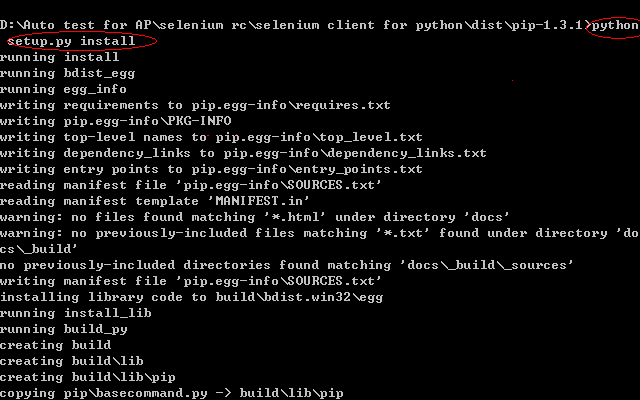 D:\Auto test for AP\selenium rc\selenium client for python\dist\pip-1.3.1>python
 setup.py install
running install
running bdist_egg
running egg_info
writing requirements to pip.egg-info\requires.txt
writing pip.egg-info\PKG-INFO
writing top-level names to pip.egg-info\top_level.txt
writing dependency_links to pip.egg-info\dependency_links.txt
writing entry points to pip.egg-info\entry_points.txt
reading manifest file 'pip.egg-info\SOURCES.txt'
reading manifest template 'MANIFEST.in'
warning: no files found matching '*.html' under directory 'docs'
warning: no previously-included files matching '*.txt' found under directory 'do
cs\_build'
no previously-included directories found matching 'docs\_build\_sources'
writing manifest file 'pip.egg-info\SOURCES.txt'
installing library code to build\bdist.win32\egg
running install_lib
running build_py
creating build
creating build\lib
creating build\lib\pip
copying pip\basecommand.py -> build\lib\pip